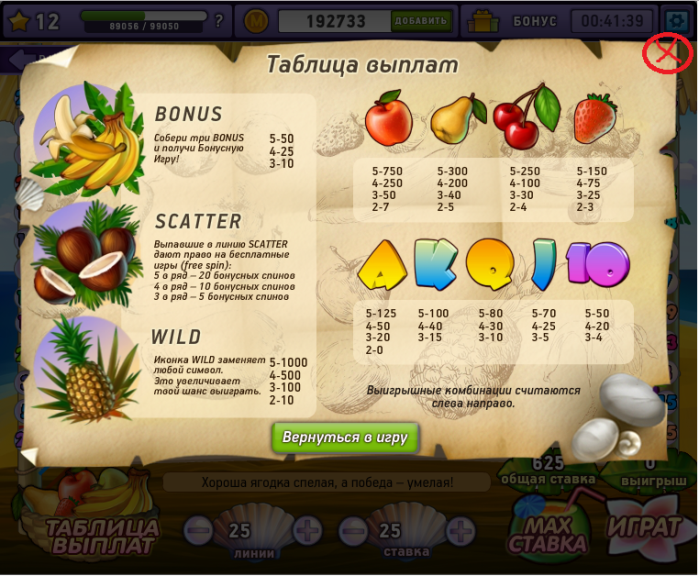 12
89056 / 99050
?
M
192733
ДОБАВИТЬ
БОНУС
00:41:39
Таблица выплат
BONUS
Собери три BONUS
и получи Бонусную
Игру!
5-50
4-25
3-10
SCATTER
Выпавшие в линию SCATTER
дают право на бесплатные
игры (free spin):
5 в ряд – 20 бонусных спинов
4 в ряд – 10 бонусных спинов
3 в ряд – 5 бонусных спинов
WILD
Иконка WILD заменяет
любой символ.
Это увеличивает
твой шанс выиграть.
5-1000
4-500
3-100
2-10
5-750 5-300 5-250 5-150
4-250 4-200 4-100 4-75
3-50 3-40 3-30 3-25
2-7 2-5 2-4 2-3
A K Q J 10
5-125 5-100 5-80 5-70 5-50
4-50 4-40 4-30 4-25 4-20
3-20 3-15 3-10 3-5 3-4
2-0
Выигрышные комбинации считаются
слева направо.
Вернуться в игру
Хороша ягодка спелая, а победа – умелая!
625
общая ставка
0
выигрыш
ТАБЛИЦА
ВЫПЛАТ
− 25 +
линии
− 25 +
ставка
MAX
СТАВКА
ИГРАТ